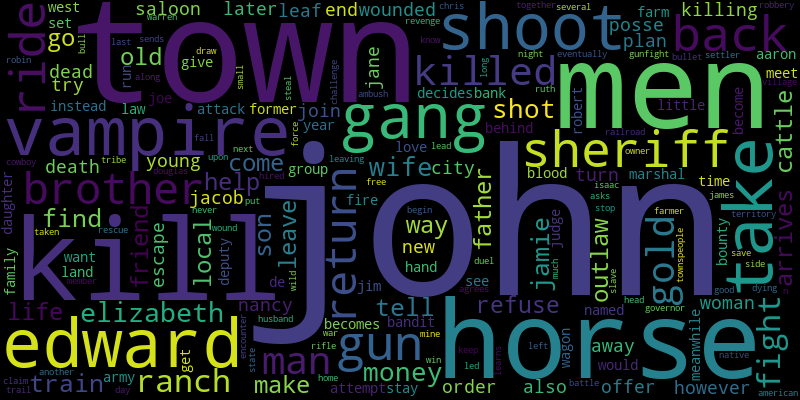 west saloon later leaf end wounded shoot back
warren revenge chris together several robbery
set town farm killing
ride go old posse plan
bull last sends along draw know steal small challenge
dead run give jane killed men
robin try decides bank night eventually gunfight bullet settler
instead law joe attack former join shot little aaron meet
vampire gang year behind sheriff become village
fall force long lead ruth robert railroad owner
death young come group love wife city turn marshal time cattle
cowboy tribe next upon leaving ambush hired free
brother help jacob fire blood isaac james territory
daughter douglas never put begin asks stop farmer
find friend escape local son leave return way father new hand jamie judge outlaw gold bounty take arrives
taken rescue wound wild duel much slave townspeople save side
family want land deputy de jim see agrees head good dying
kill john
member
life elizabeth nancy tell refuse named governor woman fight
husband war rifle mine
edward becomes bandit gun horse wagon away meanwhile native
encounter state keep led left
get man money would
another home win learns
claim train army ranch make attempt stay order also offer however
trail day battle american